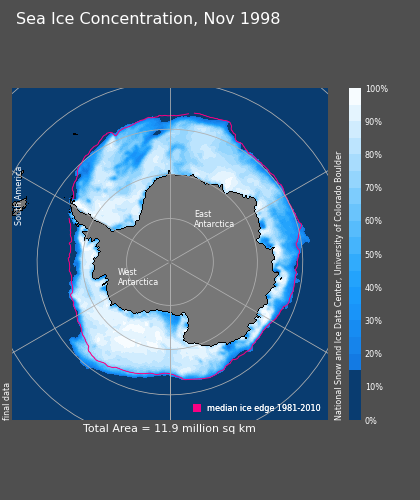 Sea Ice Concentration, Nov 1998
South America
East
Antarctica
West
Antarctica
final data
median ice edge 1981-2010
Total Area = 11.9 million sq km
National Snow and Ice Data Center, University of Colorado Boulder
100%
90%
80%
70%
60%
50%
40%
30%
20%
10%
0%